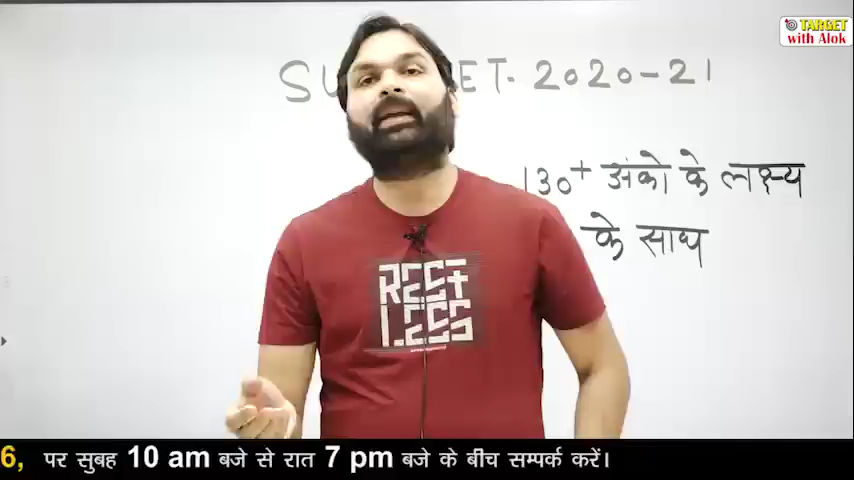 TARGET
with Alok
SU ET. 2020-21
130+ अंको के लक्ष्य
के साथ
REST
LESS
6, पर सुबह 10 am बजे से रात 7 pm बजे के बीच सम्पर्क करें।